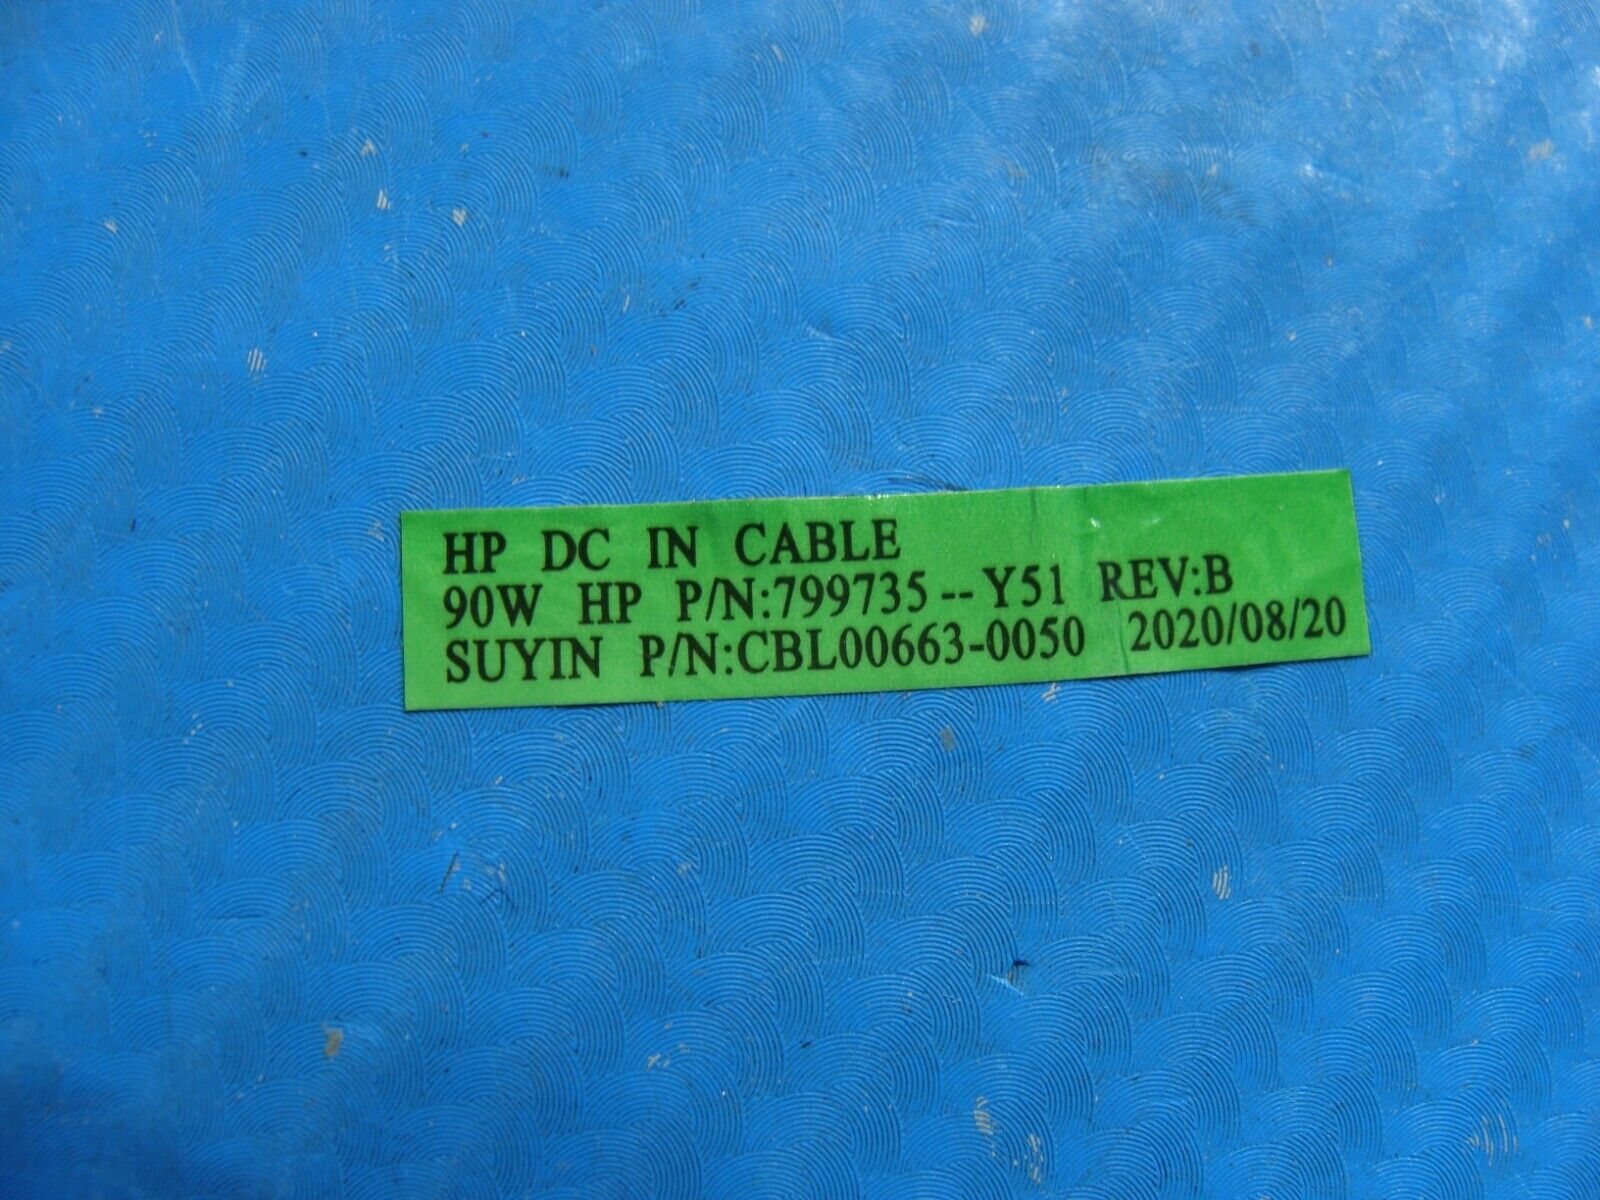 HP DC IN CABLE
90W HP P/N:799735--Y51 REV:B
SUYIN P/N:CBL00663-0050 2020/08/20